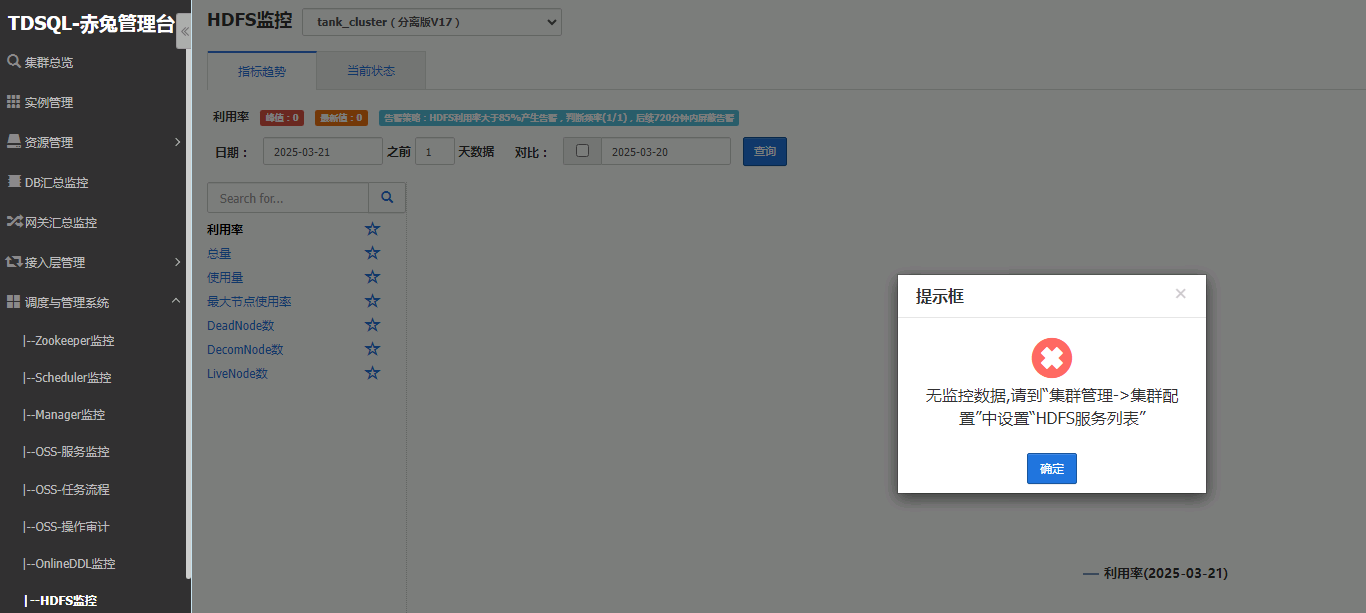 TDSQL-赤兔管理台
集群总览
实例管理
资源管理
DB汇总监控
网关汇总监控
接入层管理
调度与管理系统
|--Zookeeper监控
|--Scheduler监控
|--Manager监控
|--OSS-服务监控
|--OSS-任务流程
|--OSS-操作审计
|--OnlineDDL监控
|--HDFS监控
HDFS监控 tank_cluster（分离版V17）
指标趋势 当前状态
利用率 峰值：0 最新值：0 告警策略：HDFS利用率大于85%产生告警，判断频率(1/1)，后续720分钟内屏蔽告警
日期： 2025-03-21 之前 1 天数据 对比： 2025-03-20 查询
Search for...
利用率
总量
使用量
最大节点使用率
DeadNode数
DecomNode数
LiveNode数
提示框 ×
无监控数据,请到“集群管理->集群配
置”中设置“HDFS服务列表”
确定
利用率(2025-03-21)